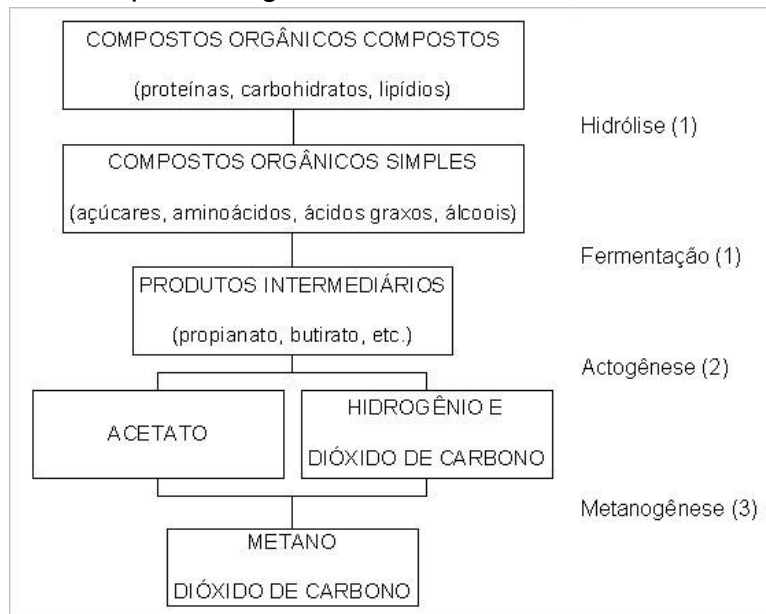 COMPOSTOS ORGÂNICOS COMPOSTOS
(proteínas, carbohidratos, lipídios)
Hidrólise (1)
COMPOSTOS ORGÂNICOS SIMPLES
(açúcares, aminoácidos, ácidos graxos, álcoois)
Fermentação (1)
PRODUTOS INTERMEDIÁRIOS
(propianato, butirato, etc.)
Actogênese (2)
ACETATO
HIDROGÊNIO E
DIÓXIDO DE CARBONO
Metanogênese (3)
METANO
DIÓXIDO DE CARBONO